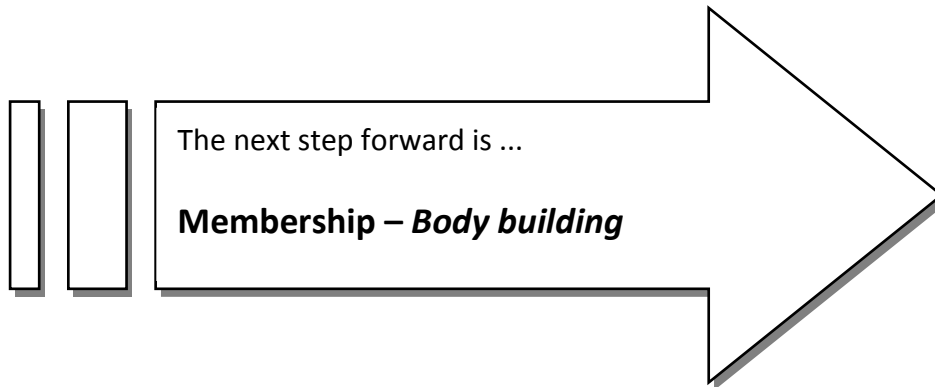 The next step forward is ...
Membership – Body building